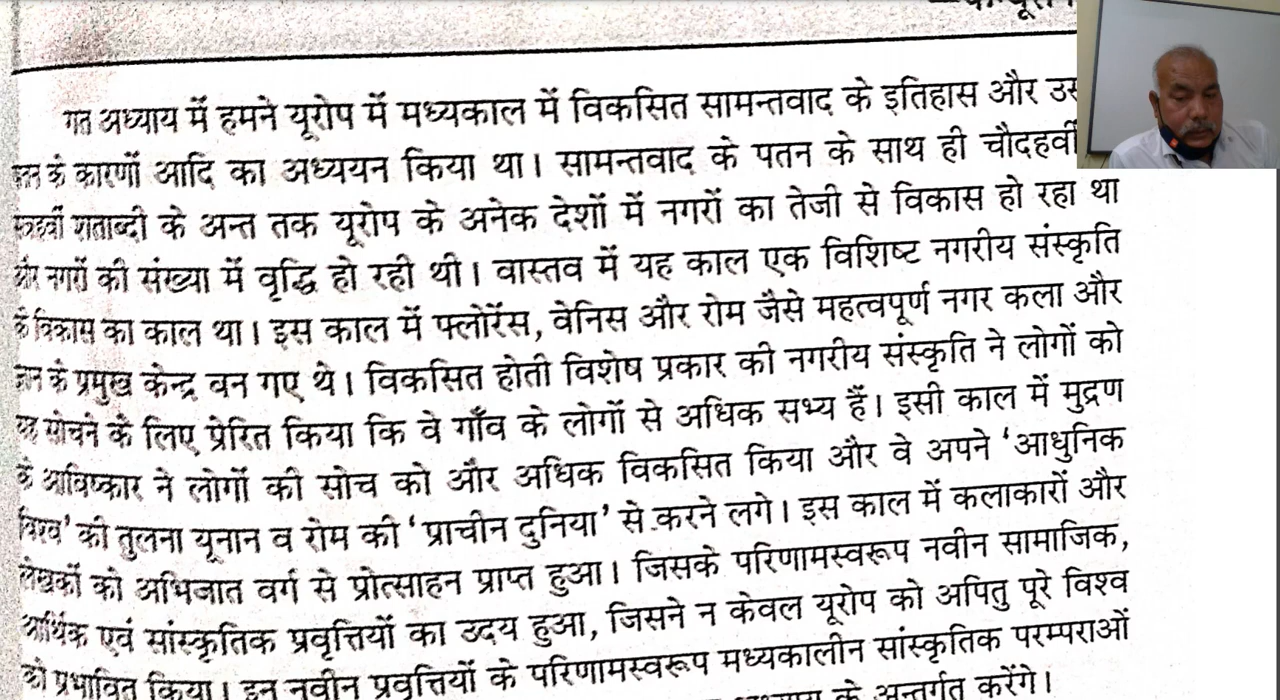 गत अध्याय में हमने यूरोप में मध्यकाल में विकसित सामन्तवाद के इतिहास और
के कारणों आदि का अध्ययन किया था। सामन्तवाद के पतन के साथ ही चौदहवीं
शताब्दी के अन्त तक यूरोप के अनेक देशों में नगरों का तेजी से विकास हो रहा था
और नगरों की संख्या में वृद्धि हो रही थी। वास्तव में यह काल एक विशिष्ट नगरीय संस्कृति
के विकास का काल था। इस काल में फ्लोरेंस, वेनिस और रोम जैसे महत्वपूर्ण नगर कला और
ज्ञान के प्रमुख केन्द्र बन गए थे। विकसित होती विशेष प्रकार की नगरीय संस्कृति ने लोगों को
यह सोचने के लिए प्रेरित किया कि वे गाँव के लोगों से अधिक सभ्य हैं। इसी काल में मुद्रण
के आविष्कार ने लोगों की सोच को और अधिक विकसित किया और वे अपने ‘आधुनिक
विश्व’ की तुलना यूनान व रोम की ‘प्राचीन दुनिया’ से करने लगे। इस काल में कलाकारों और
लेखकों को अभिजात वर्ग से प्रोत्साहन प्राप्त हुआ। जिसके परिणामस्वरूप नवीन सामाजिक,
आर्थिक एवं सांस्कृतिक प्रवृत्तियों का उदय हुआ, जिसने न केवल यूरोप को अपितु पूरे विश्व
को प्रभावित किया। इन नवीन प्रवृत्तियों के परिणामस्वरूप मध्यकालीन सांस्कृतिक परम्पराओं
के अन्तर्गत करेंगे।